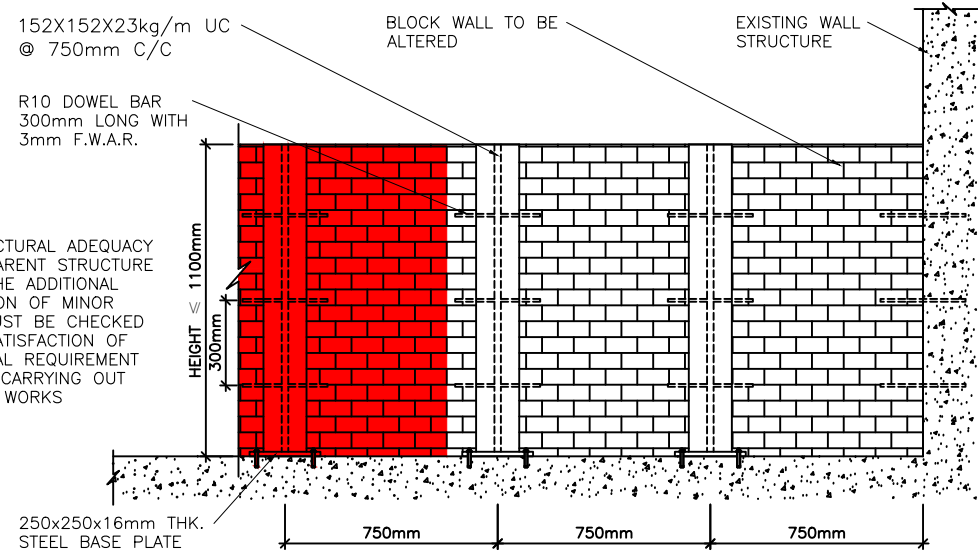 152X152X23kg/m UC
@ 750mm C/C
BLOCK WALL TO BE
ALTERED
EXISTING WALL
STRUCTURE
R10 DOWEL BAR
300mm LONG WITH
3mm F.W.A.R.
CTURAL ADEQUACY
ARENT STRUCTURE
HE ADDITIONAL
ON OF MINOR
UST BE CHECKED
ATISFACTION OF
AL REQUIREMENT
CARRYING OUT
WORKS
HEIGHT ⩽ 1100mm
300mm
250x250x16mm THK.
STEEL BASE PLATE
750mm
750mm
750mm